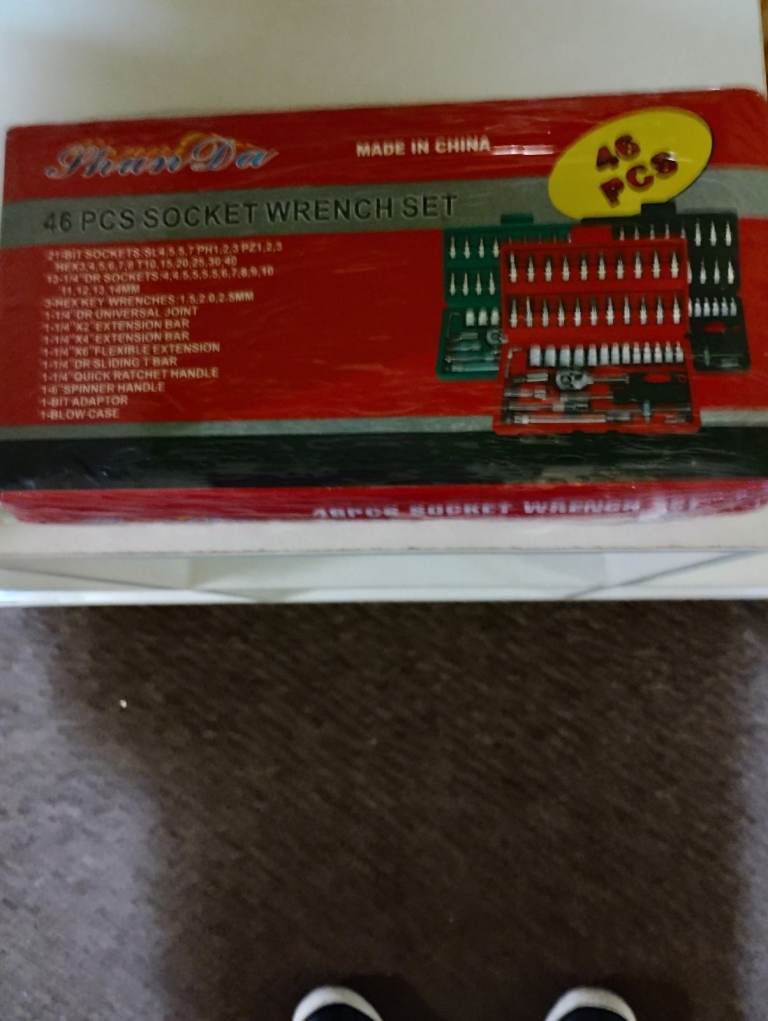 Shan Da
MADE IN CHINA
46
PCS
46 PCS SOCKET WRENCH SET
21-BIT SOCKETS:SL4,5.5,7 PH1,2,3 PZ1,2,3
HEX3,4,5,6,7,8 T10,15,20,25,30,40
13-1/4" DR SOCKETS:4,4.5,5,5.5,6,7,8,9,10
11,12,13,14MM
3-HEX KEY WRENCHES:1.5,2.0,2.5MM
1-1/4" DR UNIVERSAL JOINT
1-1/4"X2" EXTENSION BAR
1-1/4"X4" EXTENSION BAR
1-1/4"X6" FLEXIBLE EXTENSION
1-1/4" DR SLIDING T BAR
1-1/4" QUICK RATCHET HANDLE
1-6" SPINNER HANDLE
1-BIT ADAPTOR
1-BLOW CASE
46PCS SOCKET WRENCH SET